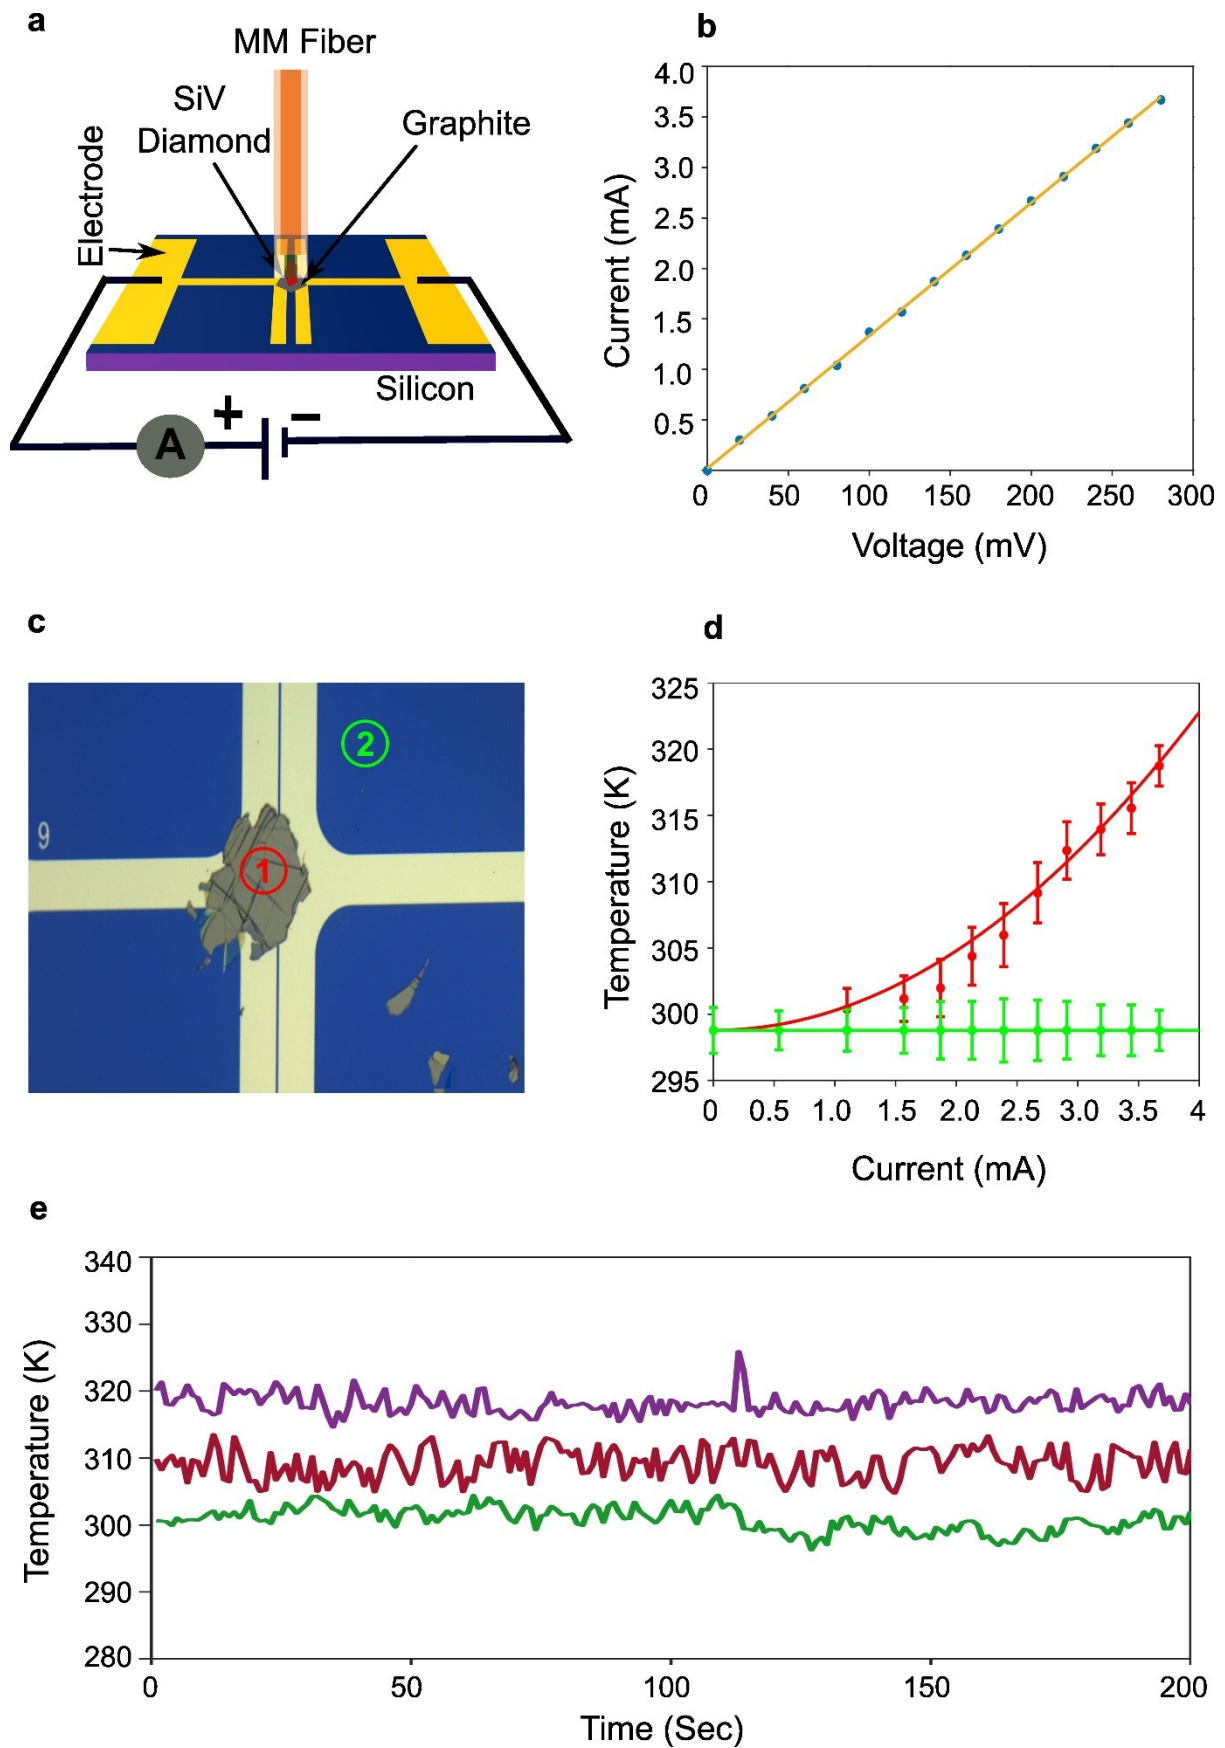 a
MM Fiber
SiV
Diamond
Graphite
Electrode
Silicon
+
−
A
b
4.0
3.5
3.0
2.5
2.0
1.5
1.0
0.5
0 50 100 150 200 250 300
Current (mA)
Voltage (mV)
c
9
1
2
d
325
320
315
310
305
300
295
0 0.5 1.0 1.5 2.0 2.5 3.0 3.5 4
Temperature (K)
Current (mA)
e
340
330
320
310
300
290
280
0 50 100 150 200
Temperature (K)
Time (Sec)